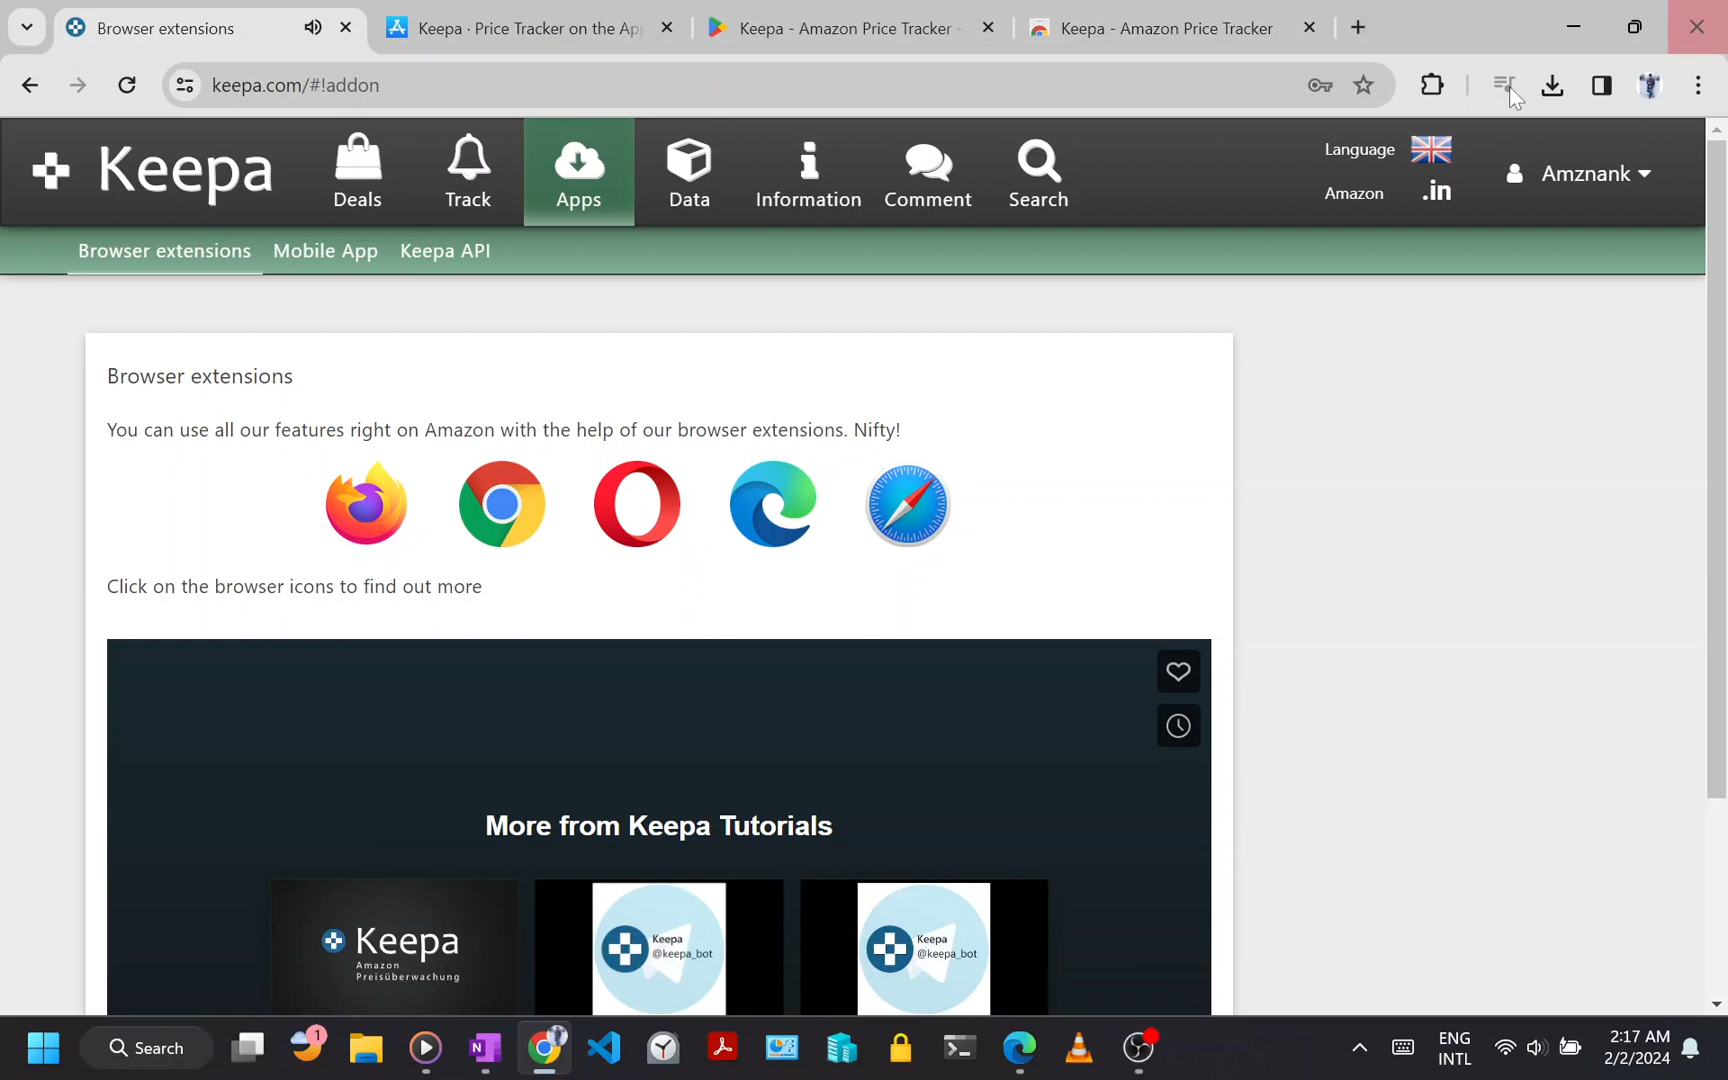 Browser extensions
Keepa · Price Tracker on the Ap
Keepa - Amazon Price Tracker -
Keepa - Amazon Price Tracker
keepa.com/#!addon
Keepa
Deals
Track
Apps
Data
Information
Comment
Search
Language
Amazon
.in
Amznank
Browser extensions
Mobile App
Keepa API
Browser extensions
You can use all our features right on Amazon with the help of our browser extensions. Nifty!
Click on the browser icons to find out more
More from Keepa Tutorials
Keepa
Amazon
Preisüberwachung
Keepa
@keepa_bot
Keepa
@keepa_bot
1
Search
ENG
INTL
2:17 AM
2/2/2024